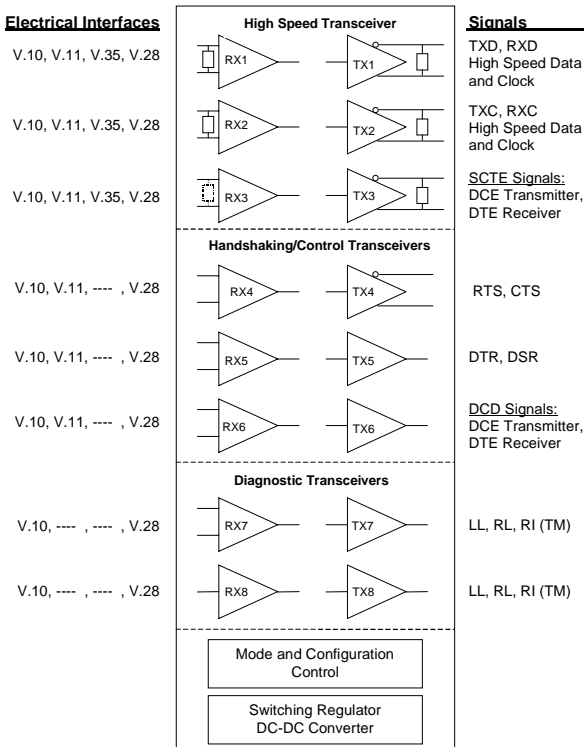 Electrical Interfaces
High Speed Transceiver
Signals
V.10, V.11, V.35, V.28
RX1
TX1
TXD, RXD
High Speed Data
and Clock
V.10, V.11, V.35, V.28
RX2
TX2
TXC, RXC
High Speed Data
and Clock
V.10, V.11, V.35, V.28
RX3
TX3
SCTE Signals:
DCE Transmitter,
DTE Receiver
Handshaking/Control Transceivers
V.10, V.11, ---- , V.28
RX4
TX4
RTS, CTS
V.10, V.11, ---- , V.28
RX5
TX5
DTR, DSR
V.10, V.11, ---- , V.28
RX6
TX6
DCD Signals:
DCE Transmitter,
DTE Receiver
Diagnostic Transceivers
V.10, ---- , ---- , V.28
RX7
TX7
LL, RL, RI (TM)
V.10, ---- , ---- , V.28
RX8
TX8
LL, RL, RI (TM)
Mode and Configuration
Control
Switching Regulator
DC-DC Converter